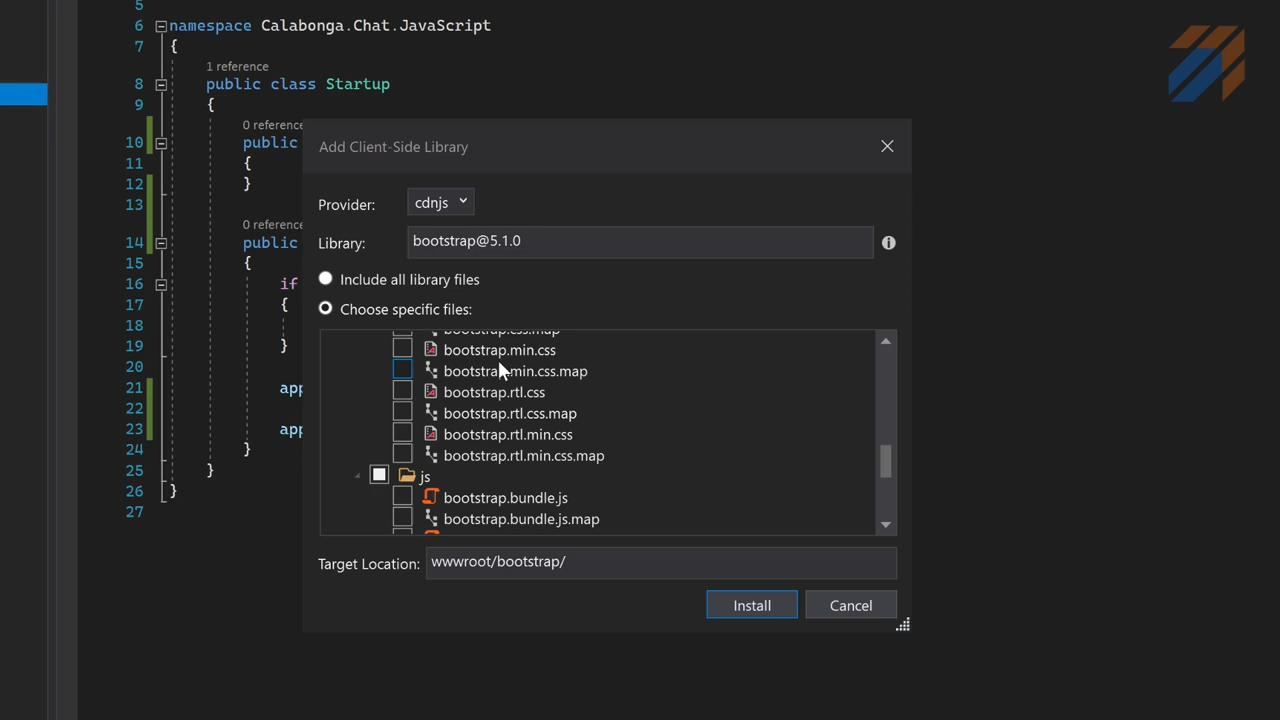 5
6 namespace Calabonga.Chat.JavaScript
7 {
1 reference
8 public class Startup
9 {
0 reference
10 public
11 {
12 }
13
0 reference
14 public
15 {
16 if
17 {
18
19 }
20
21 app
22
23 app
24 }
25 }
26 }
27
Add Client-Side Library
Provider: cdnjs
Library: bootstrap@5.1.0
Include all library files
Choose specific files:
bootstrap.css.map
bootstrap.min.css
bootstrap.min.css.map
bootstrap.rtl.css
bootstrap.rtl.css.map
bootstrap.rtl.min.css
bootstrap.rtl.min.css.map
js
bootstrap.bundle.js
bootstrap.bundle.js.map
Target Location: wwwroot/bootstrap/
Install Cancel